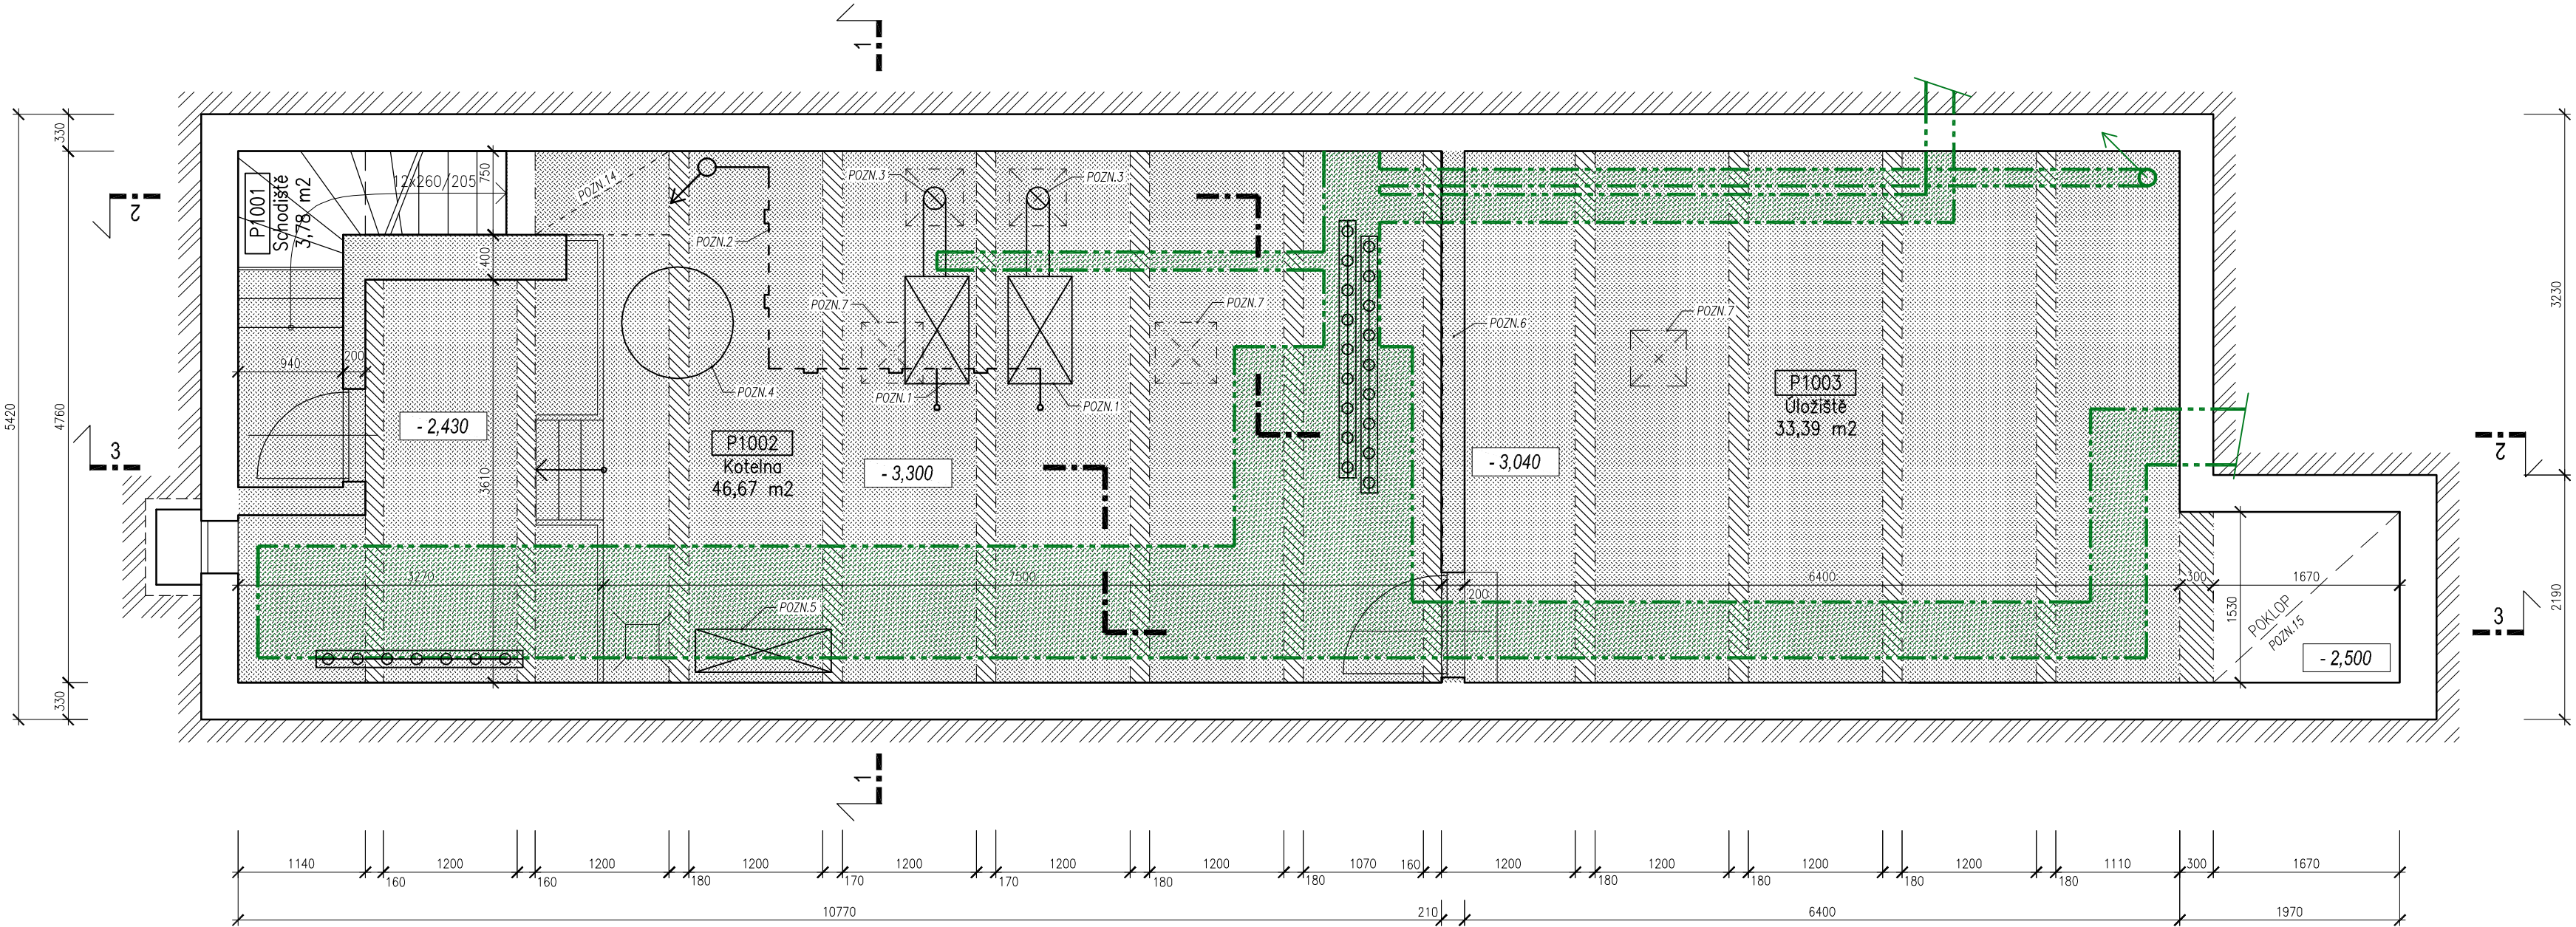 1
330
330
5420
4760
3230
2190
2
3
P1001
Schodiště
3,78 m2
12x260/205
750
400
3610
940
200
POZN.14
POZN.2
POZN.3
POZN.3
POZN.7
POZN.7
POZN.4
POZN.1
POZN.1
POZN.6
POZN.7
- 2,430
P1002
Kotelna
46,67 m2
- 3,300
- 3,040
P1003
Úložiště
33,39 m2
2
3
3270
7500
200
6400
300
1670
1530
POZN.5
POKLOP
POZN.15
- 2,500
1
1140
1200
1200
1200
1200
1200
1200
1070
160
1200
1200
1200
1200
1110
300
1670
160
160
180
170
170
180
180
180
180
180
180
10770
210
6400
1970